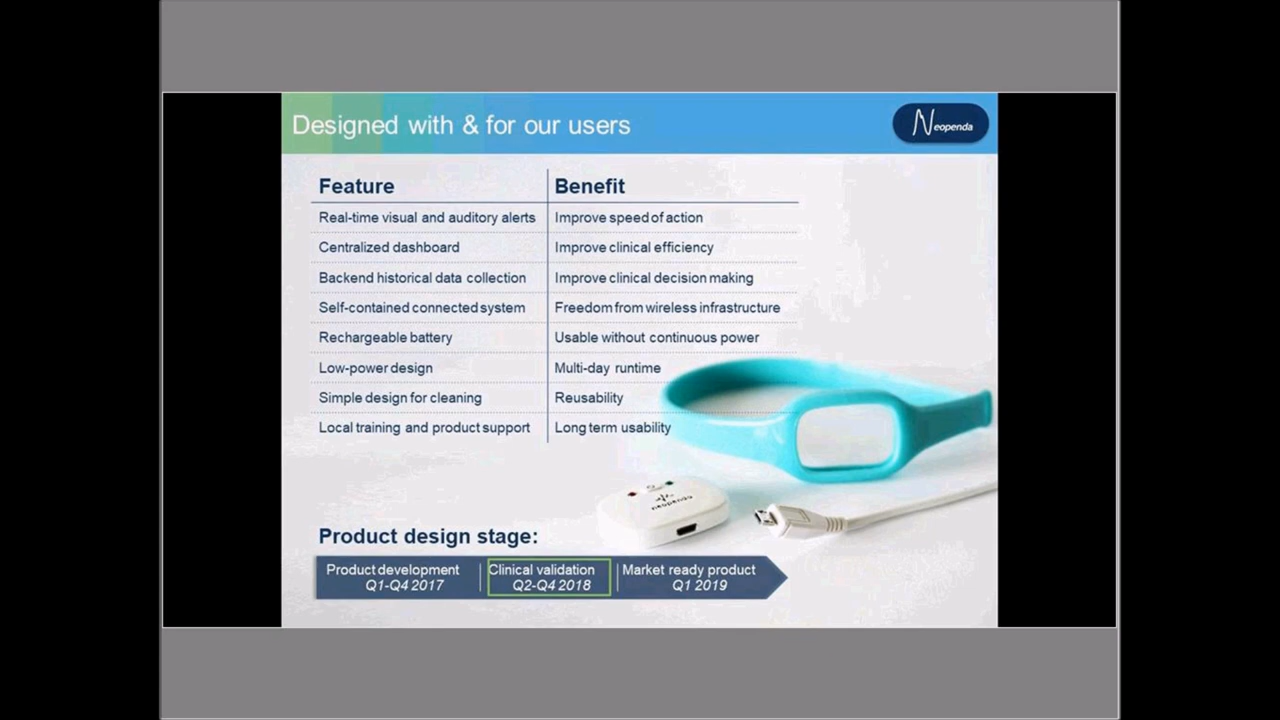 Designed with & for our users
Neopenda
Feature Benefit
Real-time visual and auditory alerts Improve speed of action
Centralized dashboard Improve clinical efficiency
Backend historical data collection Improve clinical decision making
Self-contained connected system Freedom from wireless infrastructure
Rechargeable battery Usable without continuous power
Low-power design Multi-day runtime
Simple design for cleaning Reusability
Local training and product support Long term usability
neopenda
Product design stage:
Product development Clinical validation Market ready product
Q1-Q4 2017 Q2-Q4 2018 Q1 2019